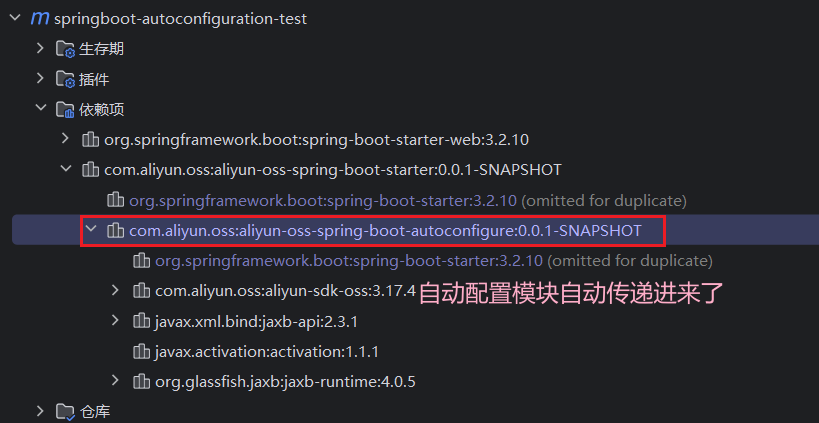 m springboot-autoconfiguration-test
生存期
插件
依赖项
org.springframework.boot:spring-boot-starter-web:3.2.10
com.aliyun.oss:aliyun-oss-spring-boot-starter:0.0.1-SNAPSHOT
org.springframework.boot:spring-boot-starter:3.2.10 (omitted for duplicate)
com.aliyun.oss:aliyun-oss-spring-boot-autoconfigure:0.0.1-SNAPSHOT
org.springframework.boot:spring-boot-starter:3.2.10 (omitted for duplicate)
com.aliyun.oss:aliyun-sdk-oss:3.17.4 自动配置模块自动传递进来了
javax.xml.bind:jaxb-api:2.3.1
javax.activation:activation:1.1.1
org.glassfish.jaxb:jaxb-runtime:4.0.5
仓库